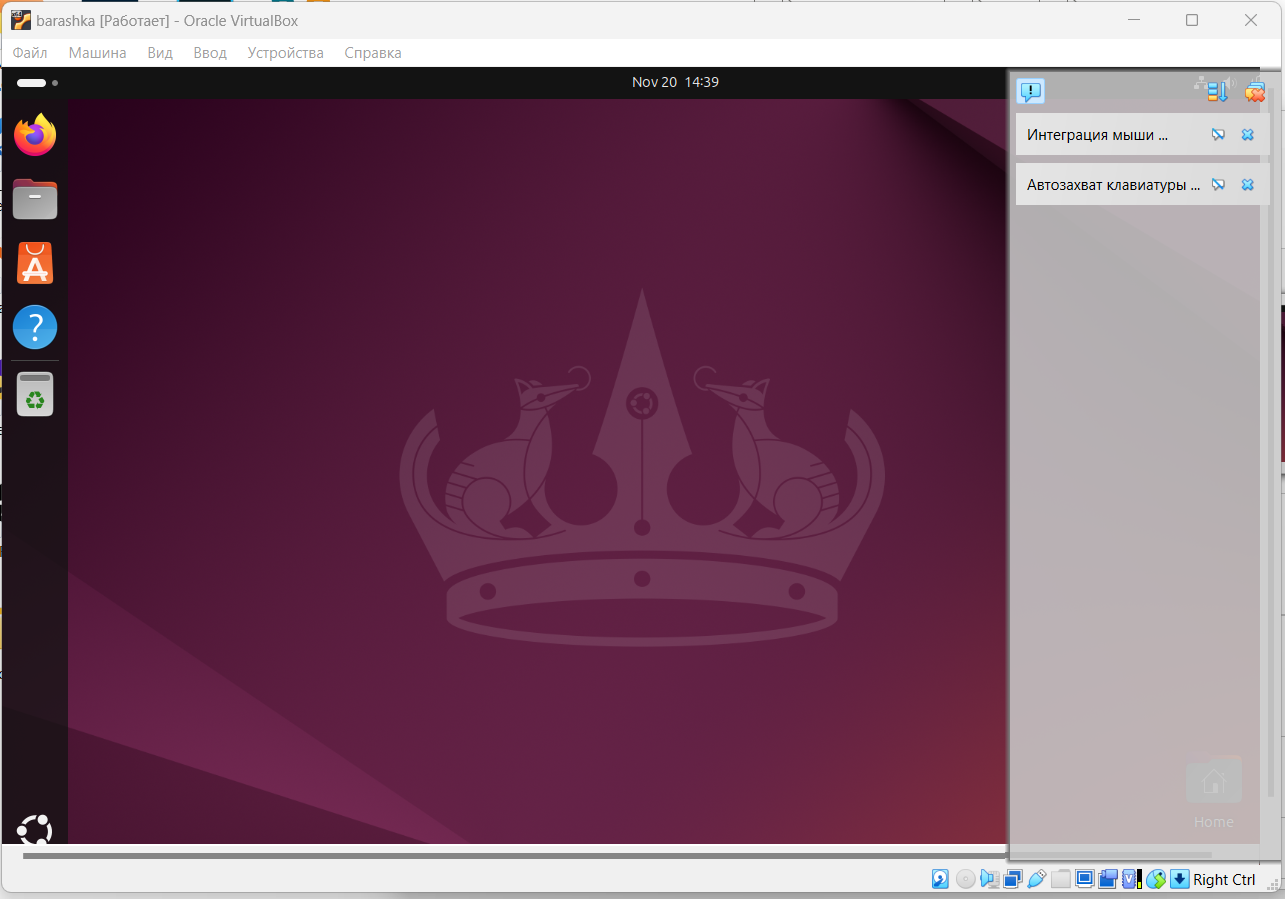 barashka [Работает] - Oracle VirtualBox
Файл Машина Вид Ввод Устройства Справка
Nov 20 14:39
Интеграция мыши ...
Автозахват клавиатуры ...
Home
Right Ctrl